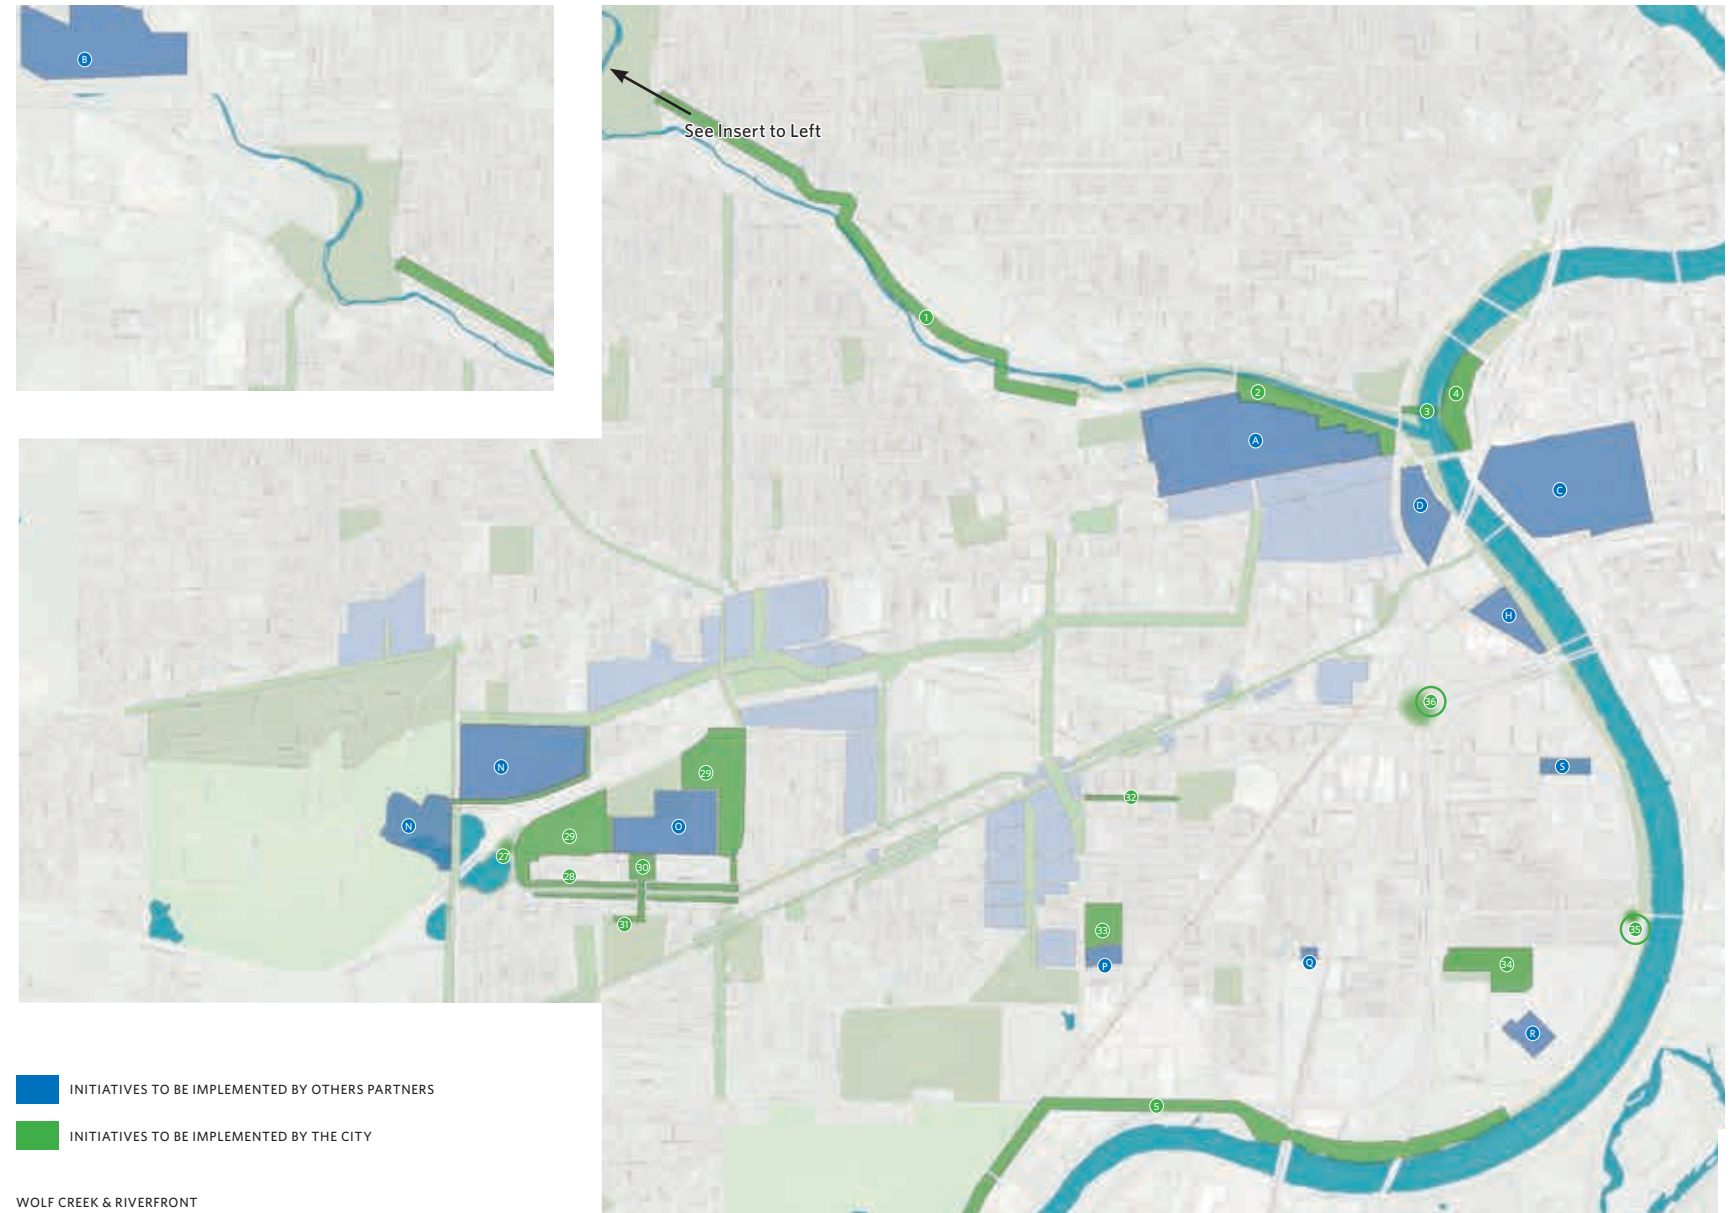 B
See Insert to Left
1
2
3
4
A
C
D
H
36
N
S
29
32
N
O
29
27
30
28
31
33
35
P
Q
34
R
5
INITIATIVES TO BE IMPLEMENTED BY OTHERS PARTNERS
INITIATIVES TO BE IMPLEMENTED BY THE CITY
WOLF CREEK & RIVERFRONT